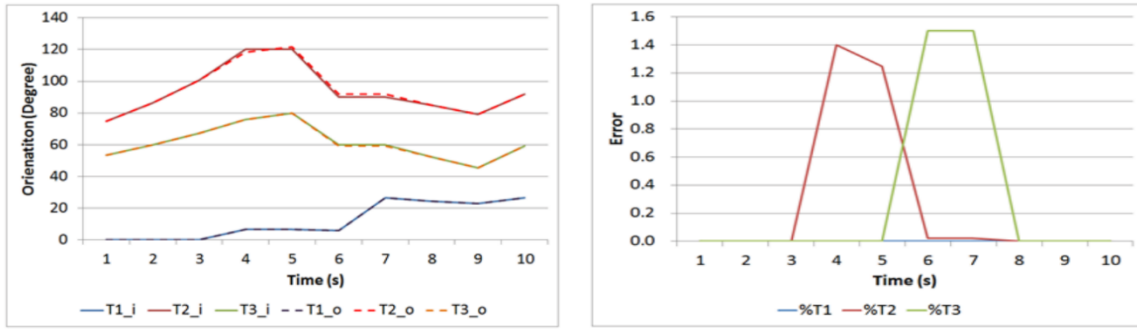 140
120
100
80
60
40
20
0
Orienatiton(Degree)
1 2 3 4 5 6 7 8 9 10
Time (s)
T1_i T2_i T3_i T1_o T2_o T3_o
1.6
1.4
1.2
1.0
0.8
0.6
0.4
0.2
0.0
Error
1 2 3 4 5 6 7 8 9 10
Time (s)
%T1 %T2 %T3